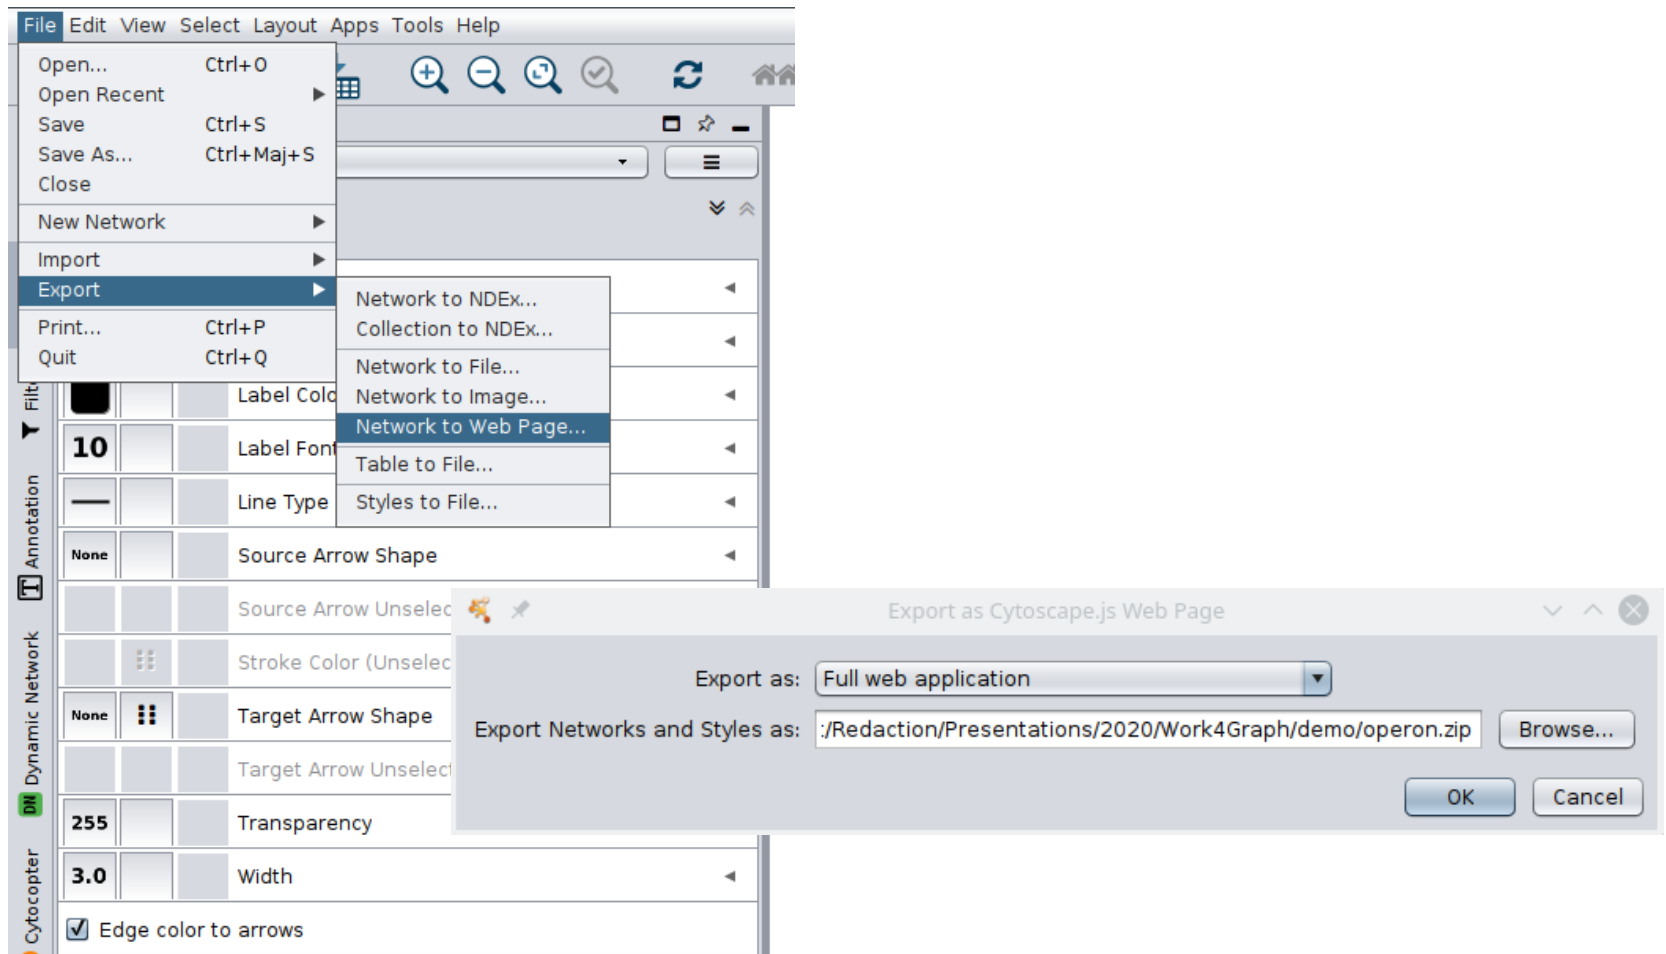 File Edit View Select Layout Apps Tools Help
Open... Ctrl+O
Open Recent
Save Ctrl+S
Save As... Ctrl+Maj+S
Close
New Network
Import
Export
Print... Ctrl+P
Quit Ctrl+Q
Network to NDEx...
Collection to NDEx...
Network to File...
Network to Image...
Network to Web Page...
Table to File...
Styles to File...
Label Colo
10 Label Font
Line Type
None Source Arrow Shape
Source Arrow Unselec
Stroke Color (Unselec
None Target Arrow Shape
Target Arrow Unselect
255 Transparency
3.0 Width
Edge color to arrows
Filt
Annotation
T
Dynamic Network
DN
Cytocopter
Export as Cytoscape.js Web Page
Export as: Full web application
Export Networks and Styles as: :/Redaction/Presentations/2020/Work4Graph/demo/operon.zip Browse...
OK Cancel